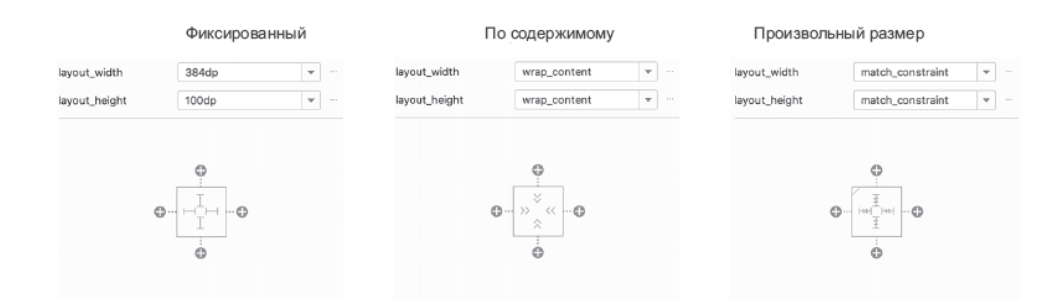 Фиксированный
По содержимому
Произвольный размер
layout_width 384dp
layout_width wrap_content
layout_width match_constraint
layout_height 100dp
layout_height wrap_content
layout_height match_constraint